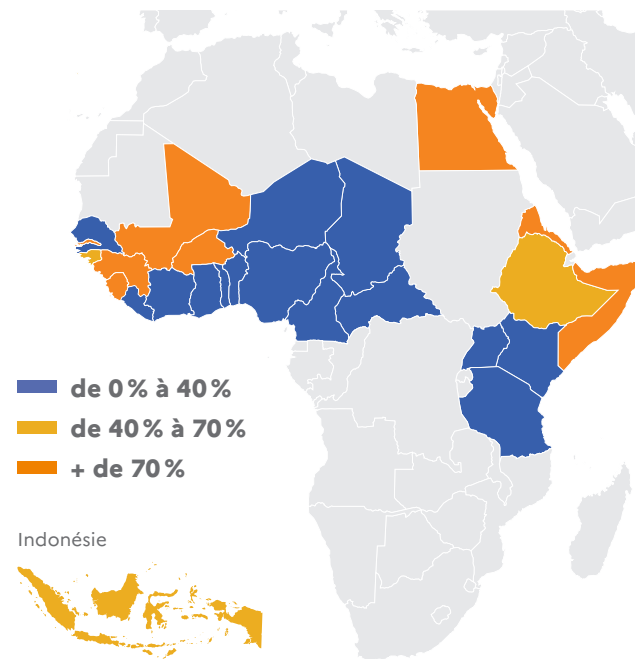 de 0 % à 40 %
de 40 % à 70 %
+ de 70 %
Indonésie